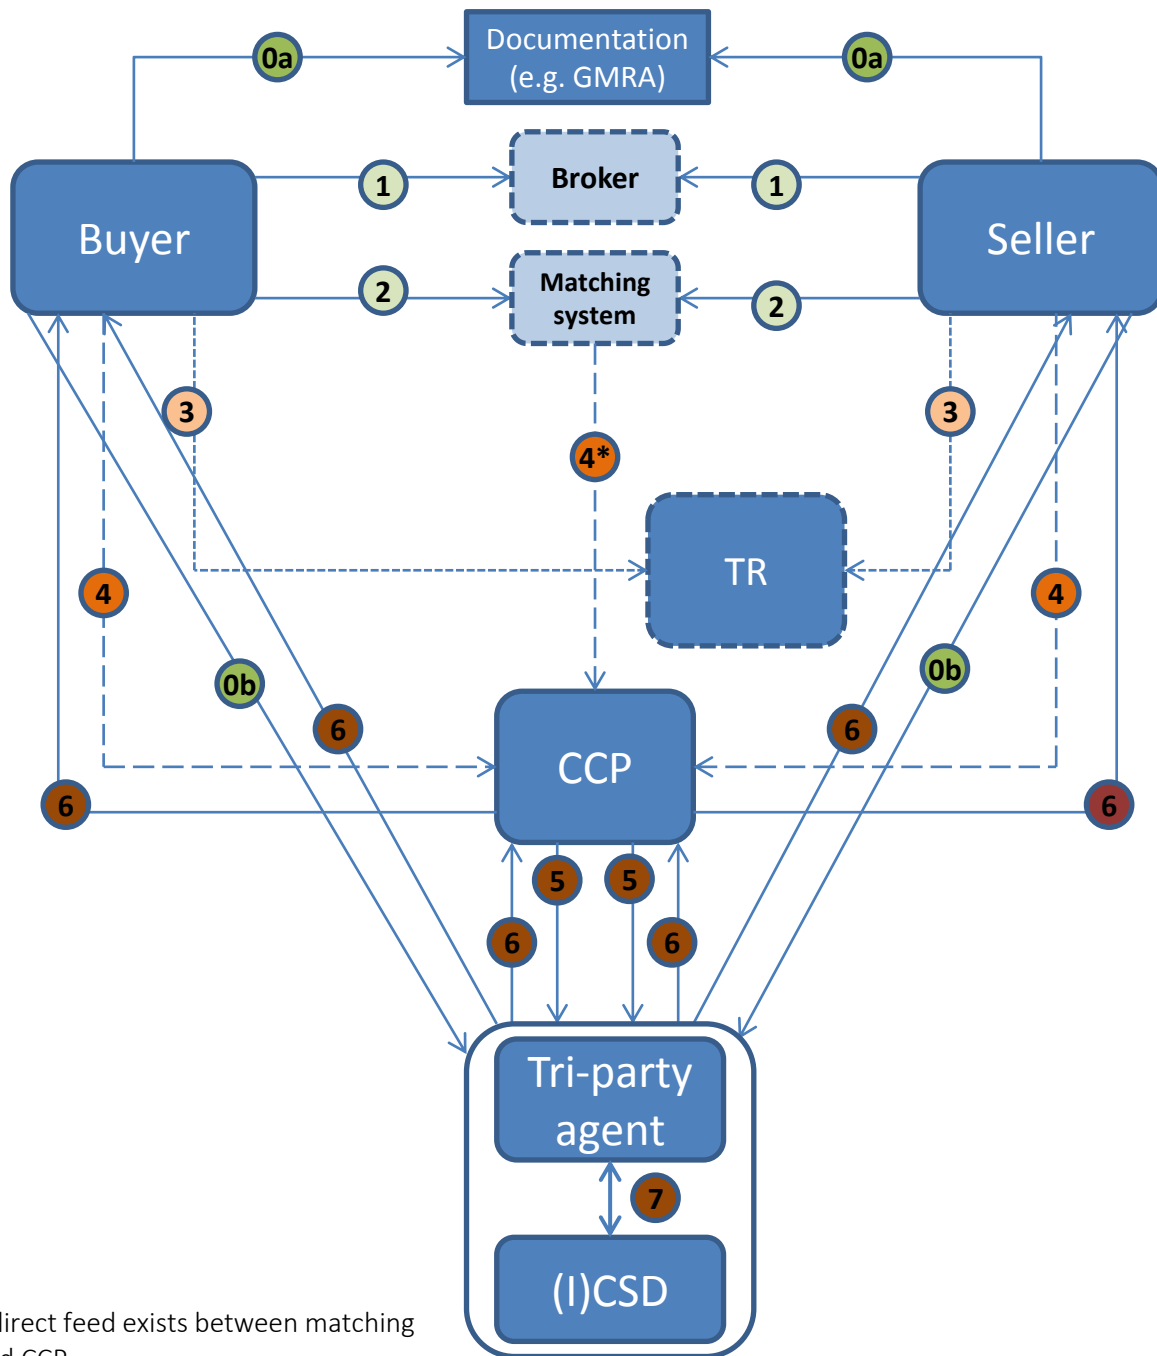 Documentation
(e.g. GMRA)
0a
0a
Broker
1
1
Buyer
Seller
Matching
system
2
2
3
3
4*
TR
4
4
0b
0b
6
6
CCP
6
6
5
5
6
6
Tri-party
agent
7
(I)CSD
direct feed exists between matching
d CCP